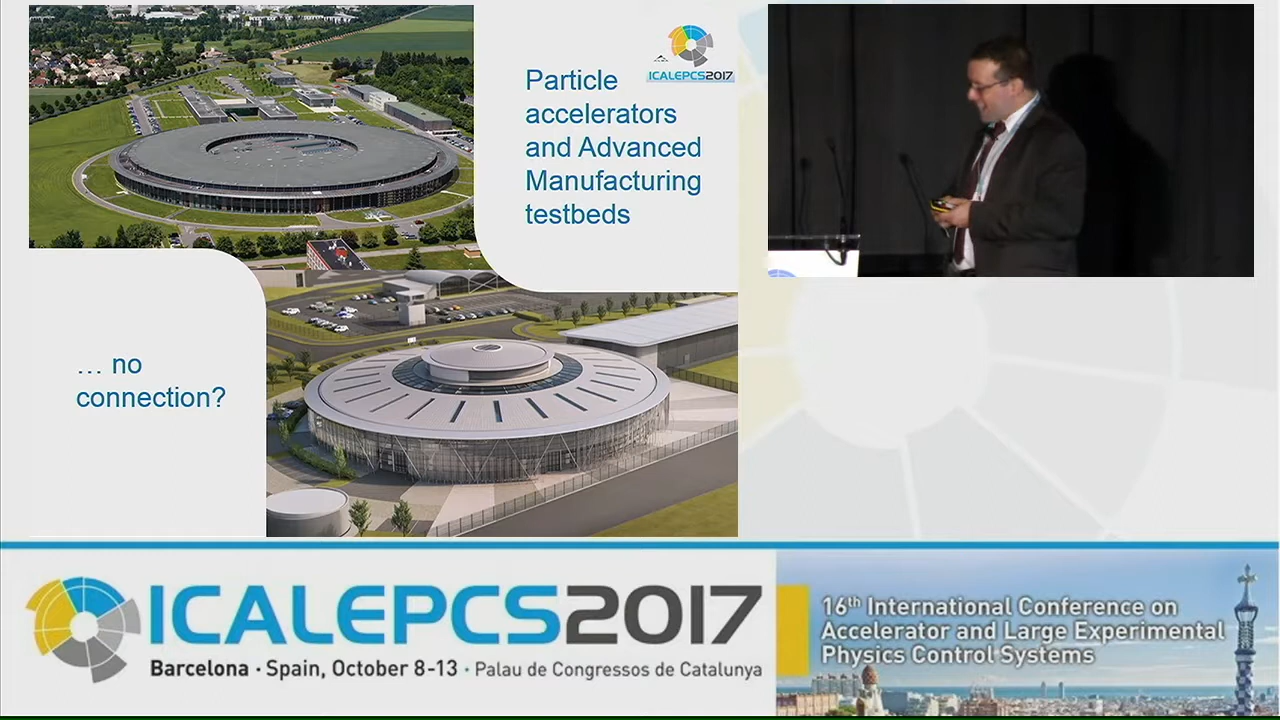 ICALEPCS2017
Particle
accelerators
and Advanced
Manufacturing
testbeds
... no
connection?
ICALEPCS2017
Barcelona · Spain, October 8-13 · Palau de Congressos de Catalunya
16th International Conference on
Accelerator and Large Experimental
Physics Control Systems